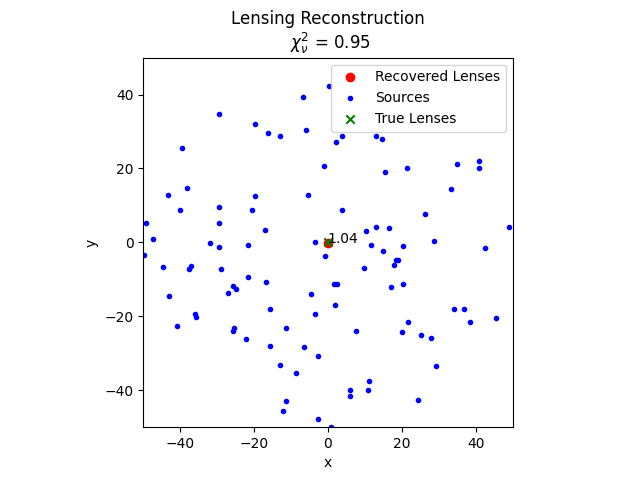 Lensing Reconstruction
χ²ᵥ = 0.95
Recovered Lenses
Sources
True Lenses
40
20
0
−20
−40
y
1.04
−40 −20 0 20 40
x